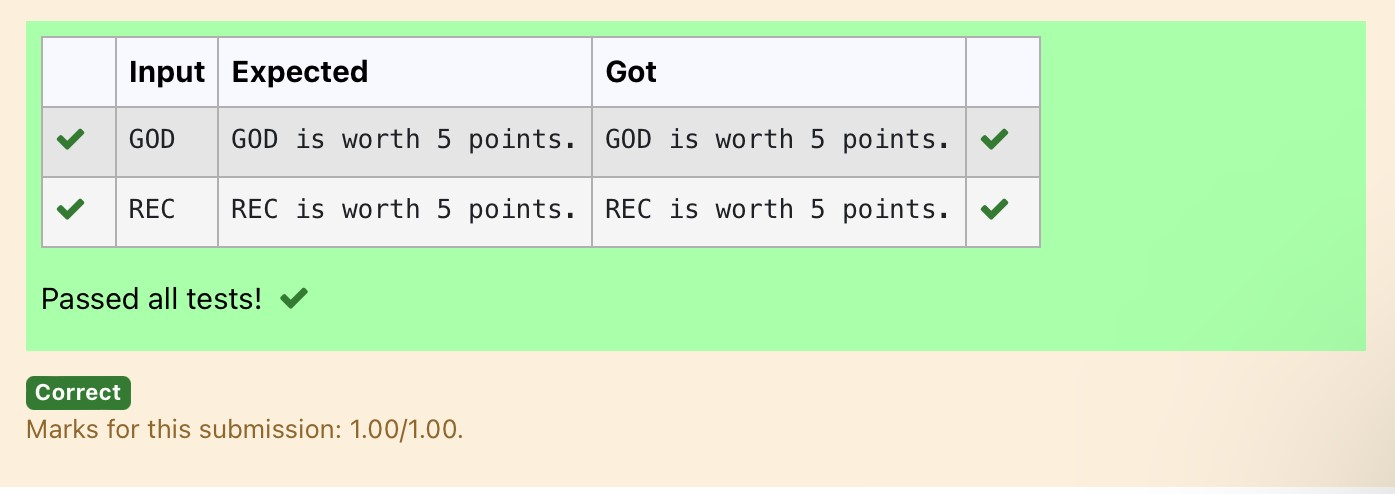 Input Expected Got
GOD GOD is worth 5 points. GOD is worth 5 points.
REC REC is worth 5 points. REC is worth 5 points.
Passed all tests!
Correct
Marks for this submission: 1.00/1.00.